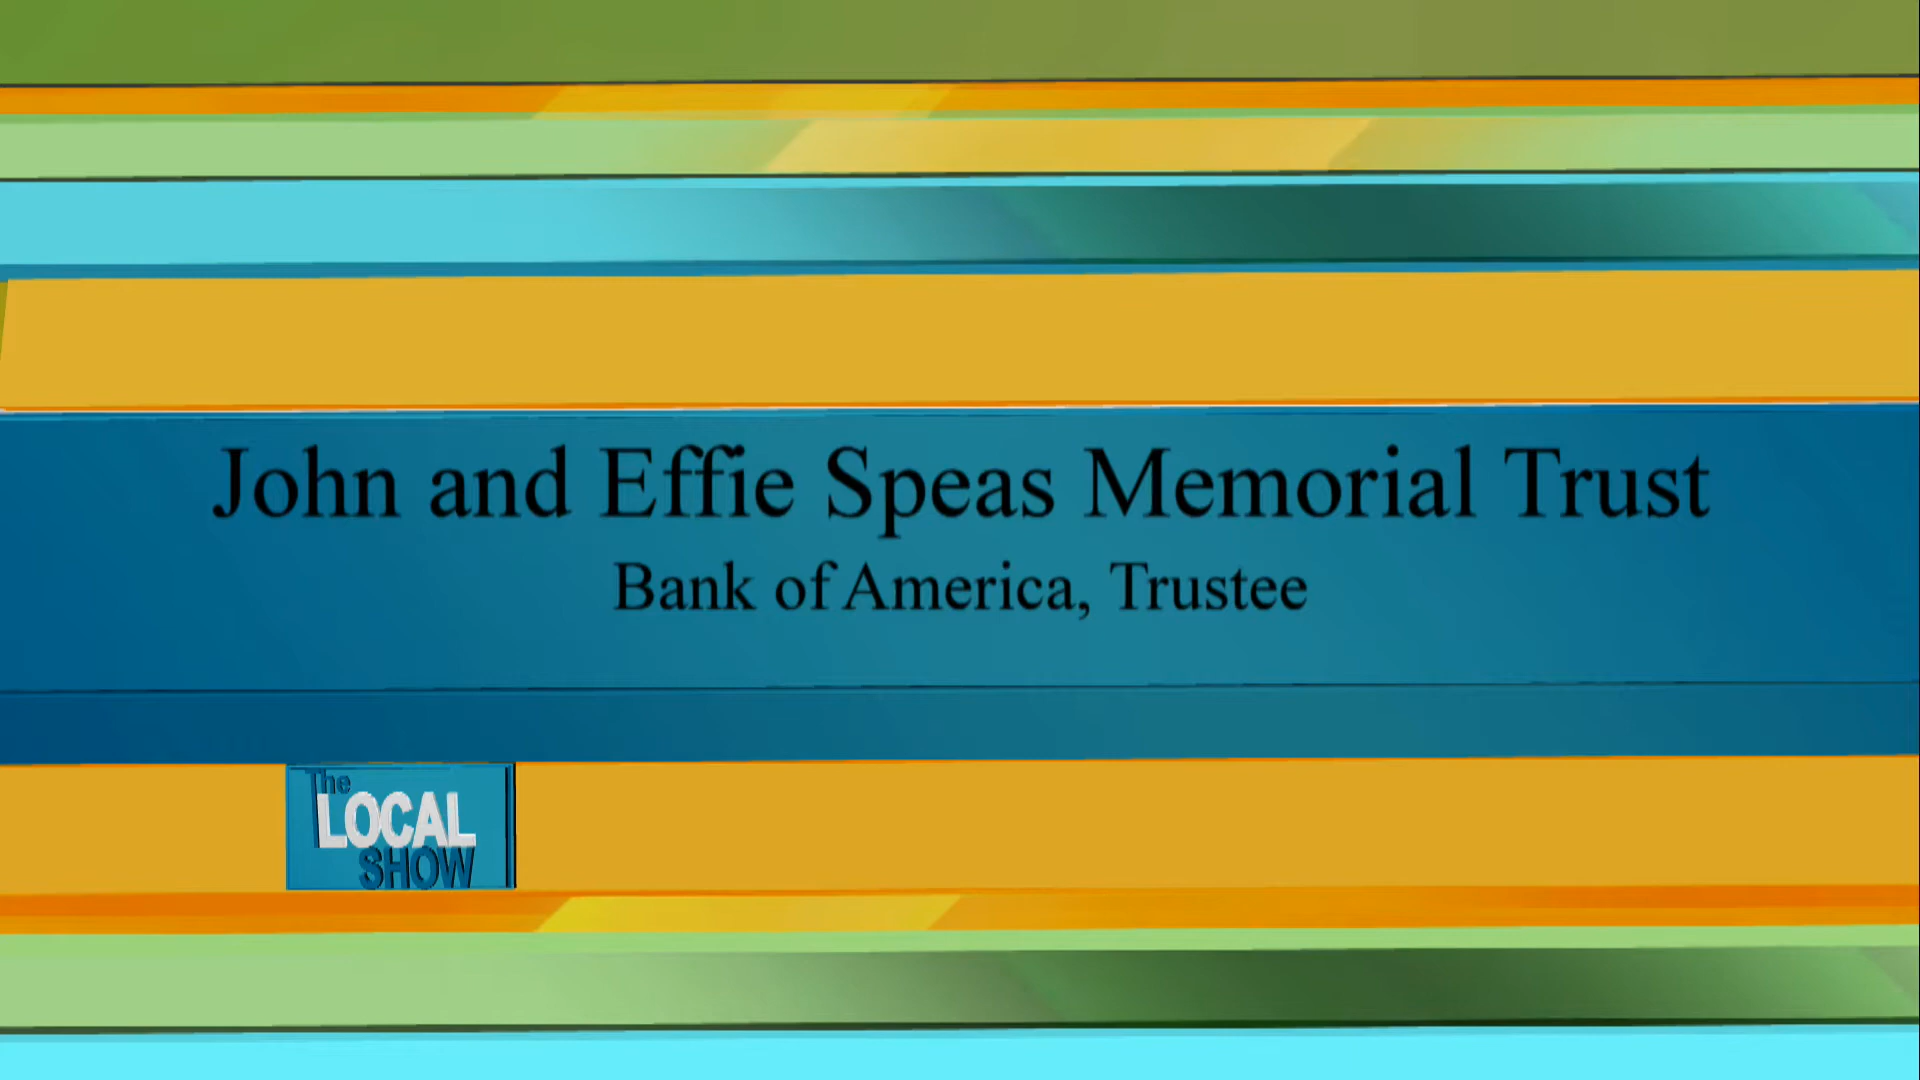 John and Effie Speas Memorial Trust
Bank of America, Trustee
The
LOCAL
SHOW